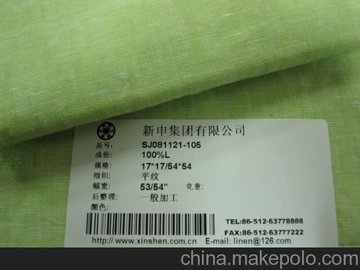 新申集团有限公司
品号: SJ081121-105
成份: 100%L
规格: 17*17/54*54
组织: 平纹
幅宽: 53/54" 克重:
后整理: 一般加工
颜色:
TEL:86-512-63778888
FAX:86-512-63777222
http://www.xinshen.com.cn E-mail: linen@126.com
china.makepolo.com